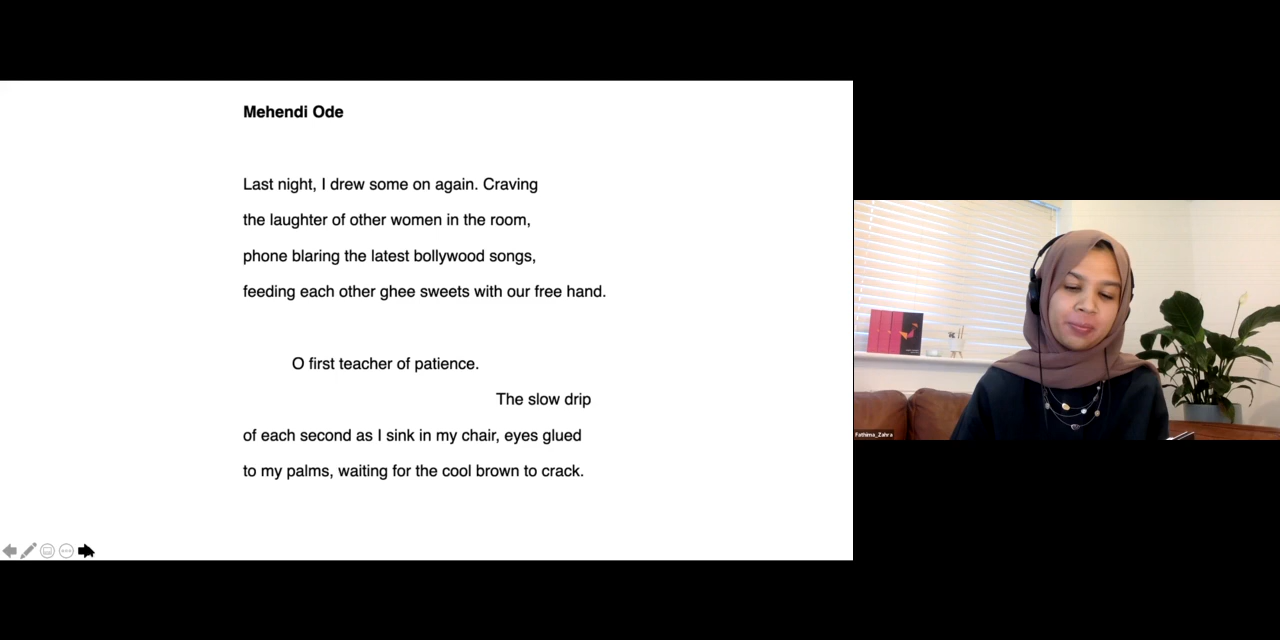 Mehendi Ode
Last night, I drew some on again. Craving
the laughter of other women in the room,
phone blaring the latest bollywood songs,
feeding each other ghee sweets with our free hand.
O first teacher of patience.
The slow drip
of each second as I sink in my chair, eyes glued
to my palms, waiting for the cool brown to crack.
Fathima_Zahra